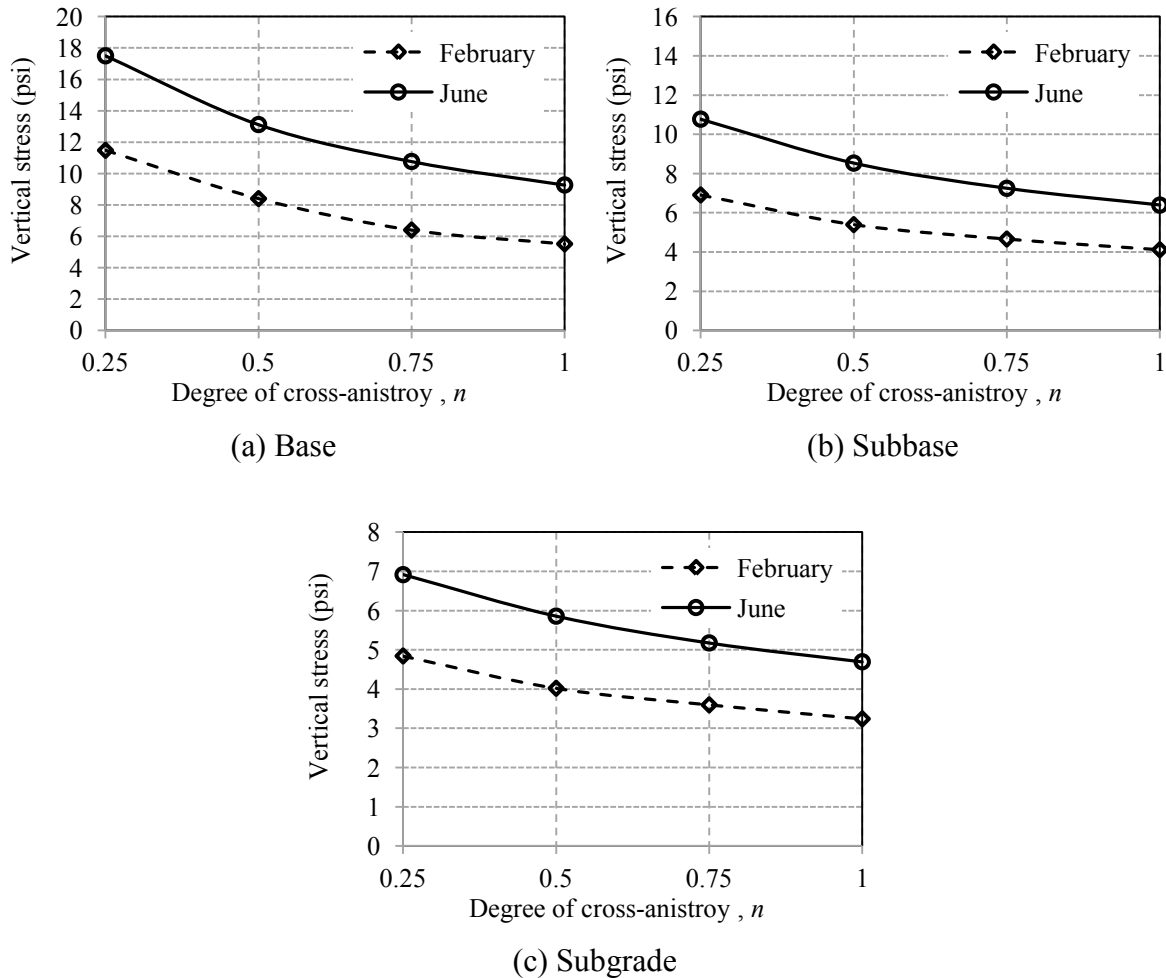 20
18
16
14
12
10
8
6
4
2
0
Vertical stress (psi)
February
June
0.25 0.5 0.75 1
Degree of cross-anistroy , n
(a) Base
16
14
12
10
8
6
4
2
0
Vertical stress (psi)
February
June
0.25 0.5 0.75 1
Degree of cross-anistroy , n
(b) Subbase
8
7
6
5
4
3
2
1
0
Vertical stress (psi)
February
June
0.25 0.5 0.75 1
Degree of cross-anistroy , n
(c) Subgrade